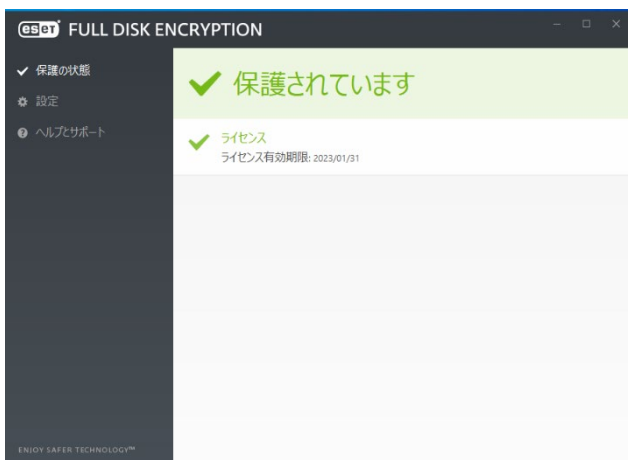 eset FULL DISK ENCRYPTION
保護の状態
設定
ヘルプとサポート
保護されています
ライセンス
ライセンス有効期限: 2023/01/31
ENJOY SAFER TECHNOLOGY™